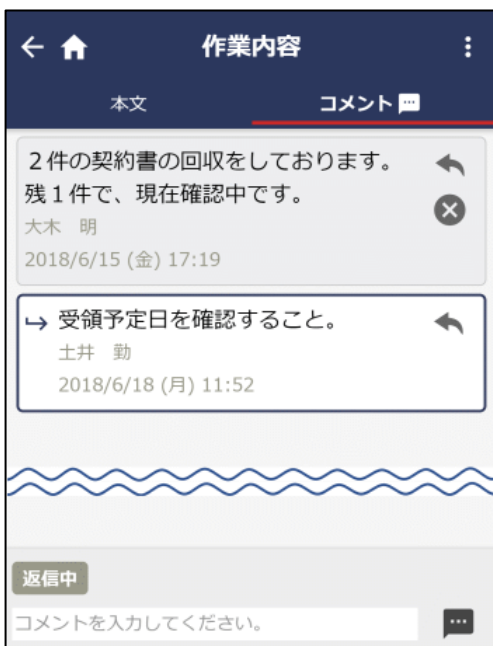 作業内容
本文 コメント
２件の契約書の回収をしております。
残１件で、現在確認中です。
大木　明
2018/6/15 (金) 17:19
受領予定日を確認すること。
土井　勤
2018/6/18 (月) 11:52
返信中
コメントを入力してください。